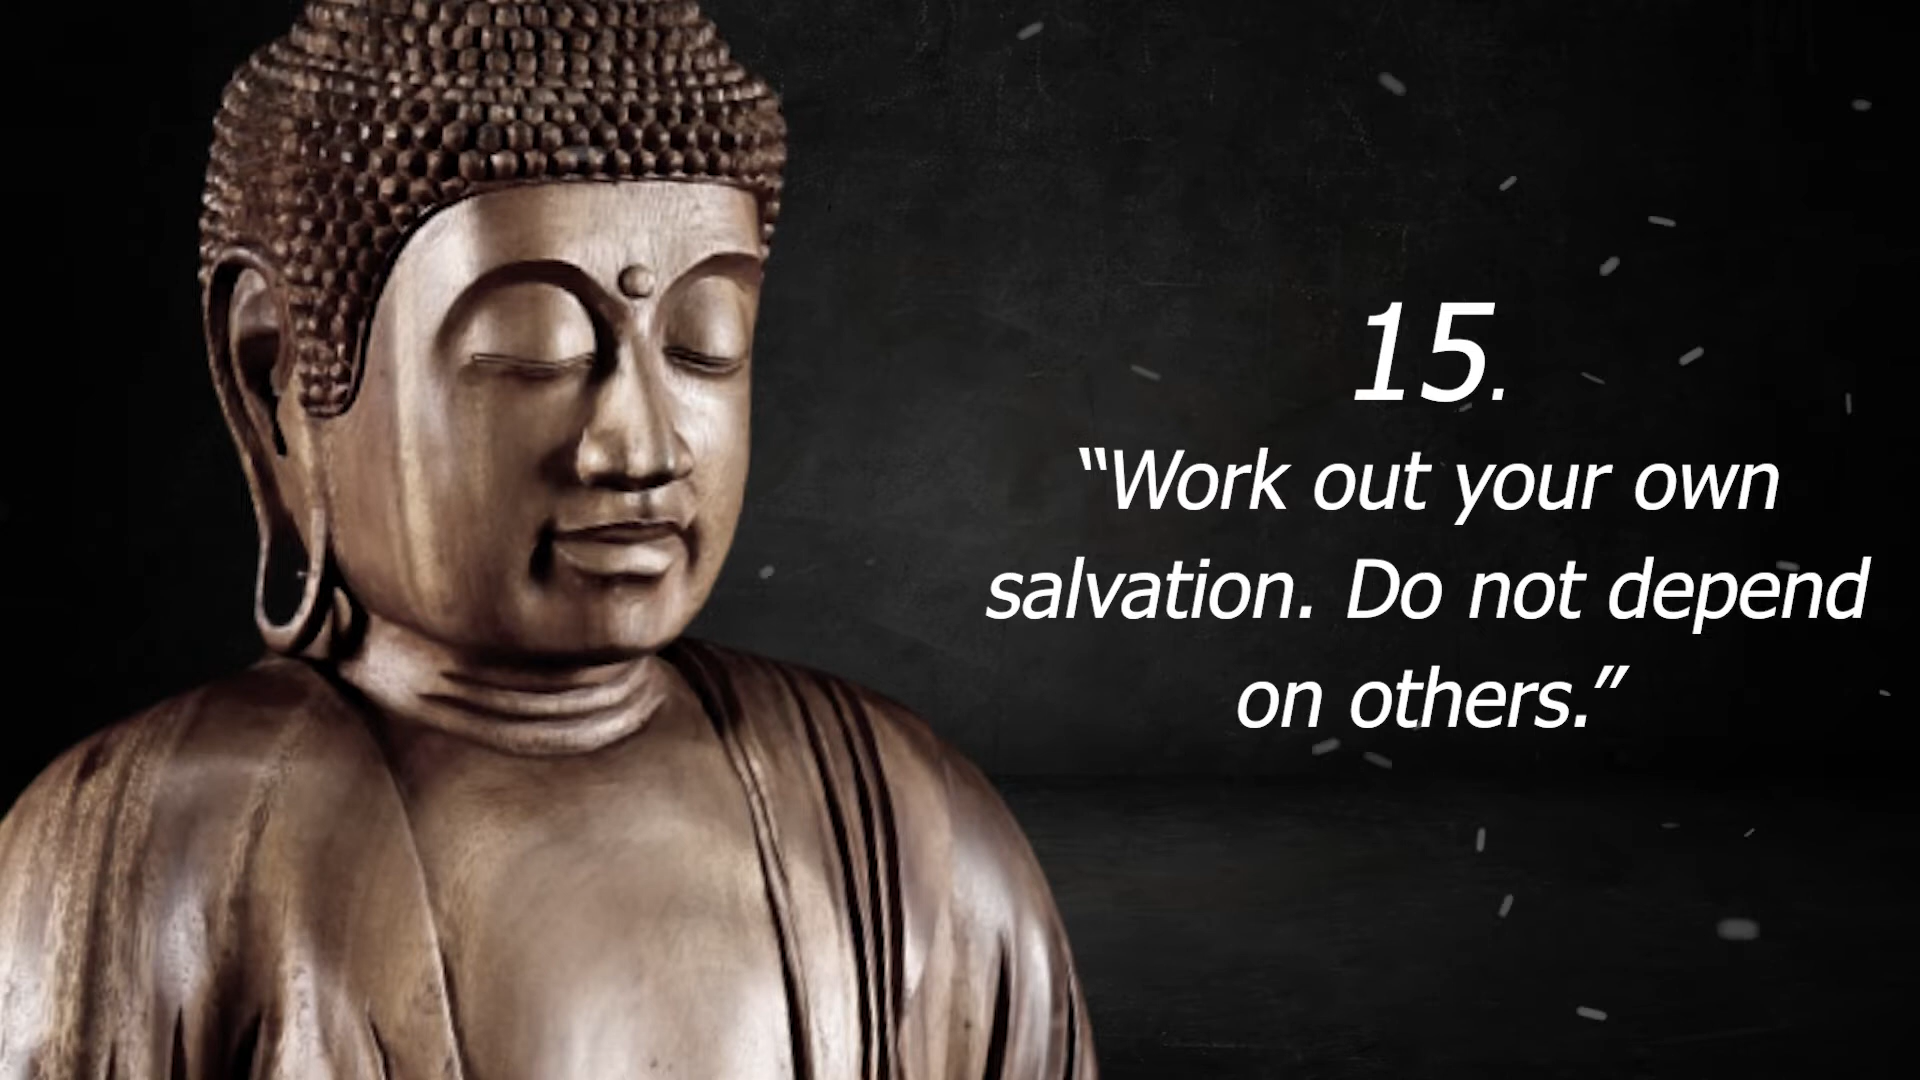 15.
“Work out your own
salvation. Do not depend
on others.”